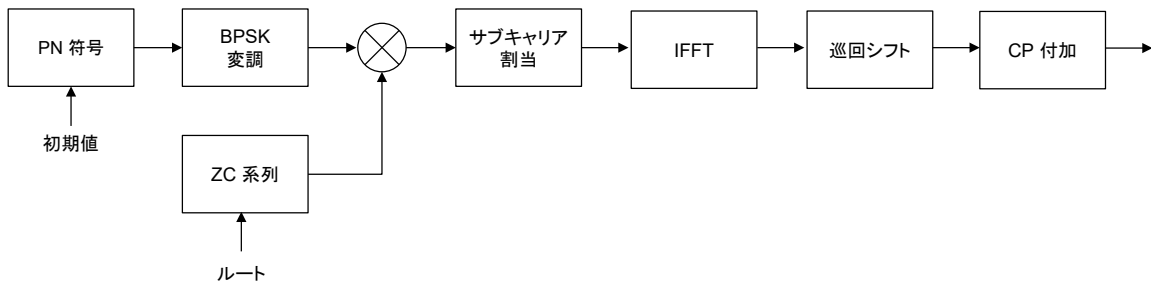 PN 符号
BPSK
変調
サブキャリア
割当
IFFT
巡回シフト
CP 付加
初期値
ZC 系列
ルート